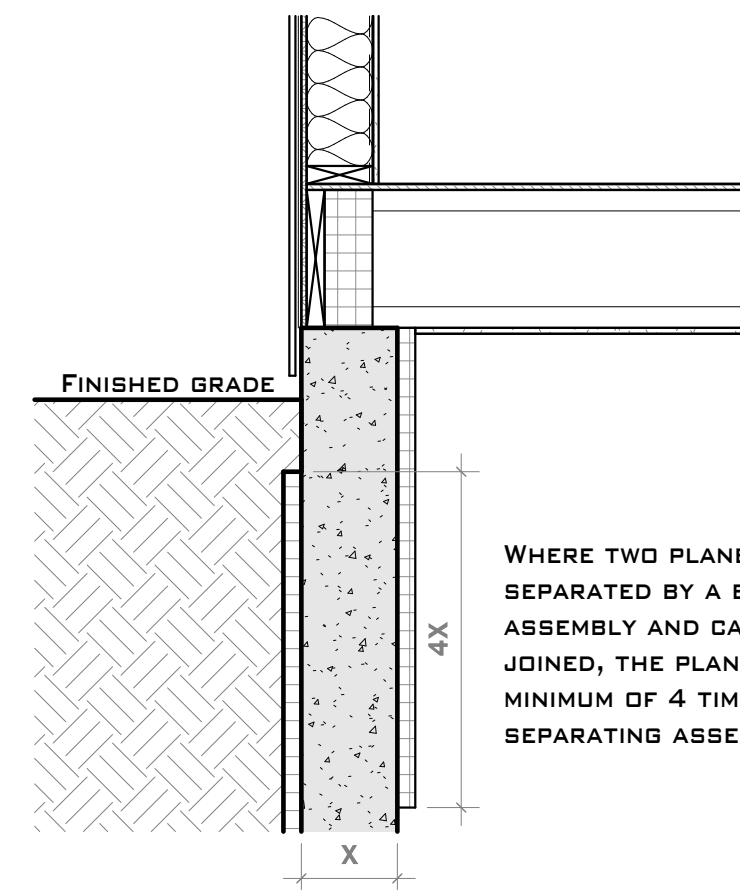 Finished grade
Where two plane
separated by a
assembly and ca
joined, the plan
minimum of 4 tim
separating asse
4X
X